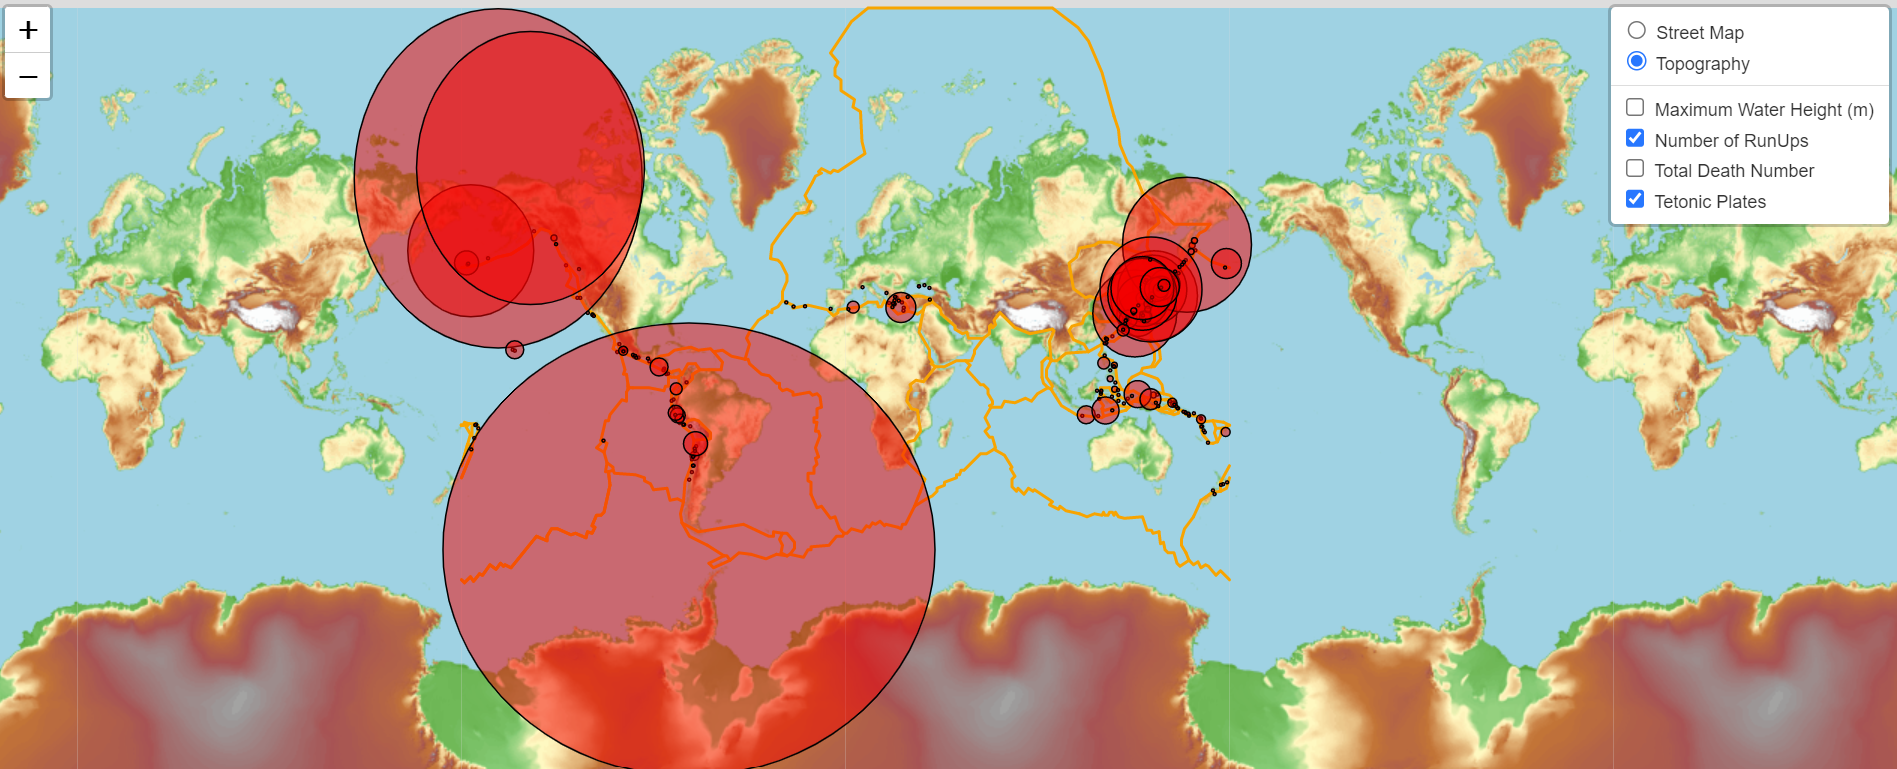 +
−
Street Map
Topography
Maximum Water Height (m)
Number of RunUps
Total Death Number
Tetonic Plates